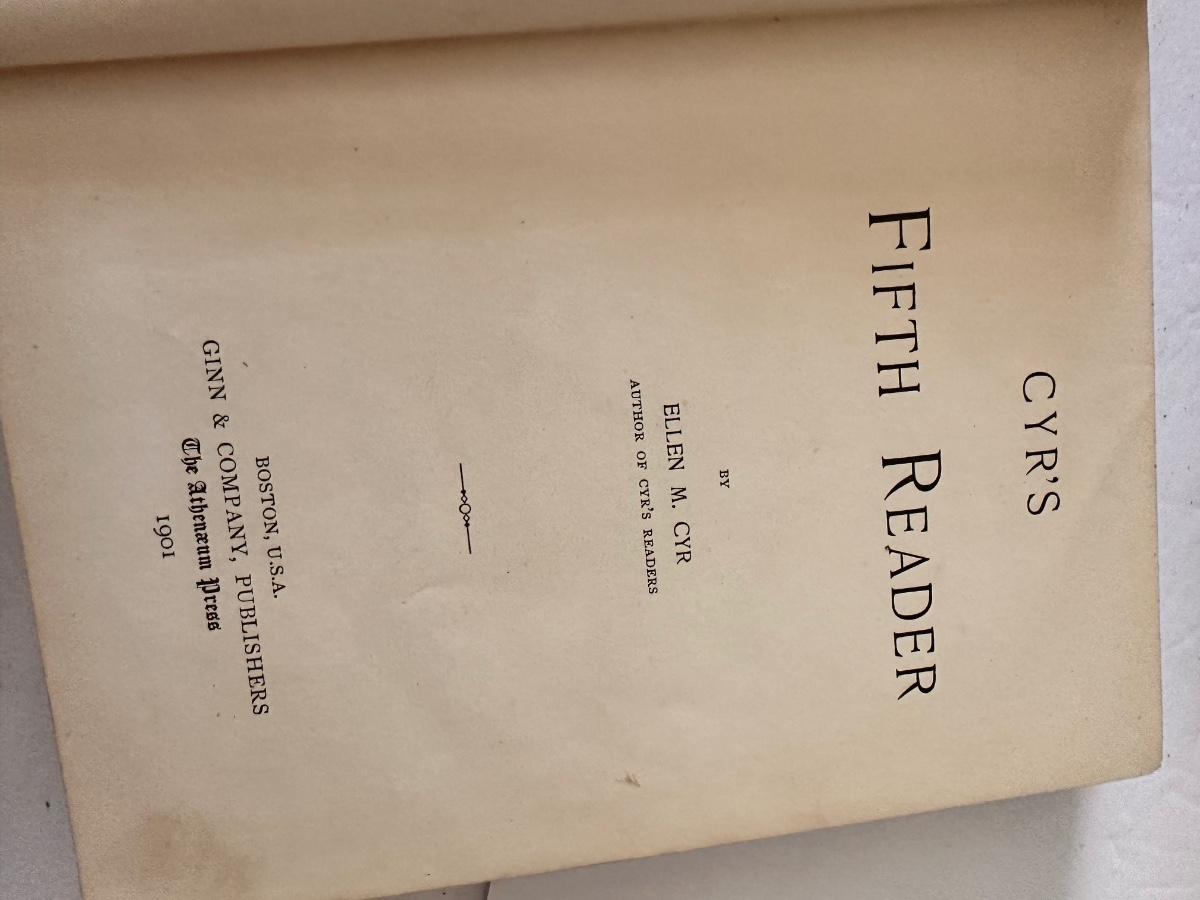 CYR'S
FIFTH READER
BY
ELLEN M. CYR
AUTHOR OF CYR'S READERS
BOSTON, U.S.A.
GINN & COMPANY, PUBLISHERS
The Athenæum Press
1901